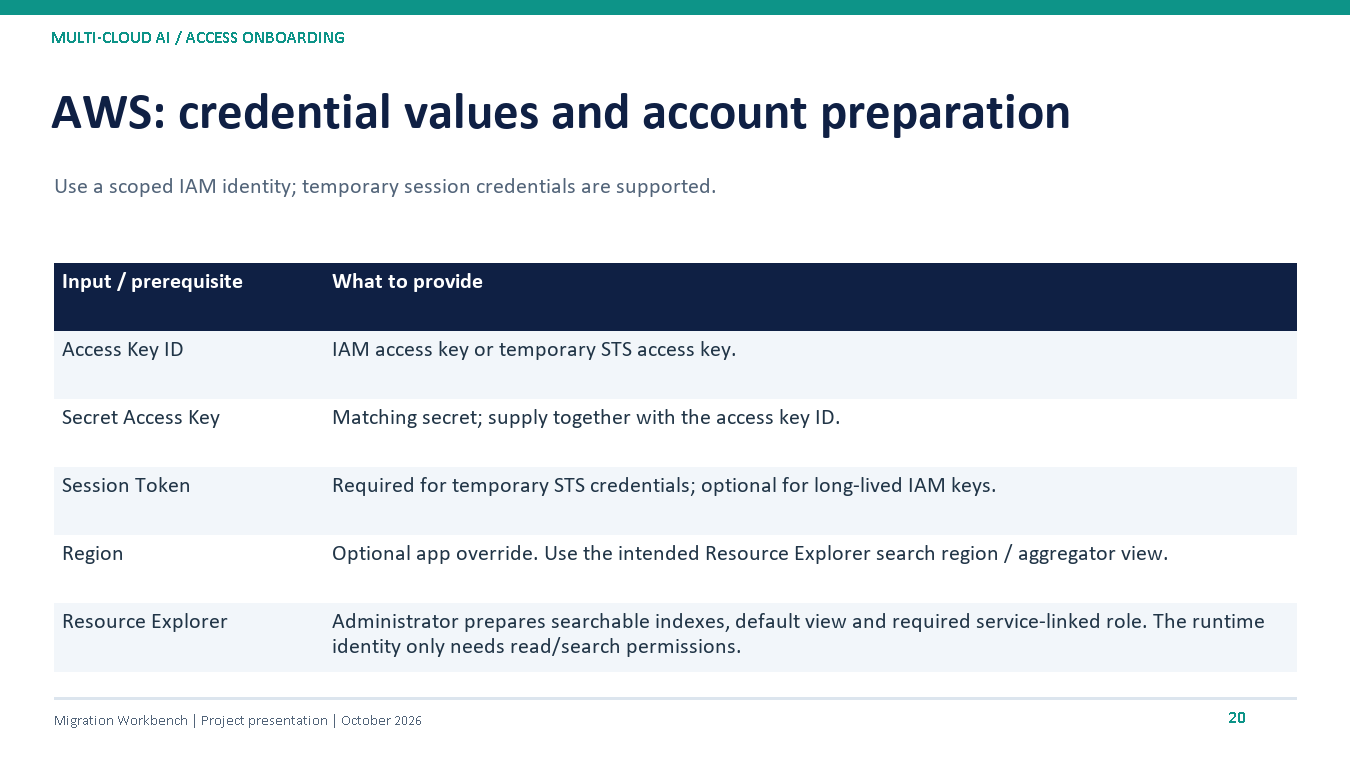 MULTI-CLOUD AI / ACCESS ONBOARDING
AWS: credential values and account preparation
Use a scoped IAM identity; temporary session credentials are supported.
Input / prerequisite What to provide
Access Key ID IAM access key or temporary STS access key.
Secret Access Key Matching secret; supply together with the access key ID.
Session Token Required for temporary STS credentials; optional for long-lived IAM keys.
Region Optional app override. Use the intended Resource Explorer search region / aggregator view.
Resource Explorer Administrator prepares searchable indexes, default view and required service-linked role. The runtime
identity only needs read/search permissions.
Migration Workbench | Project presentation | October 2026 20